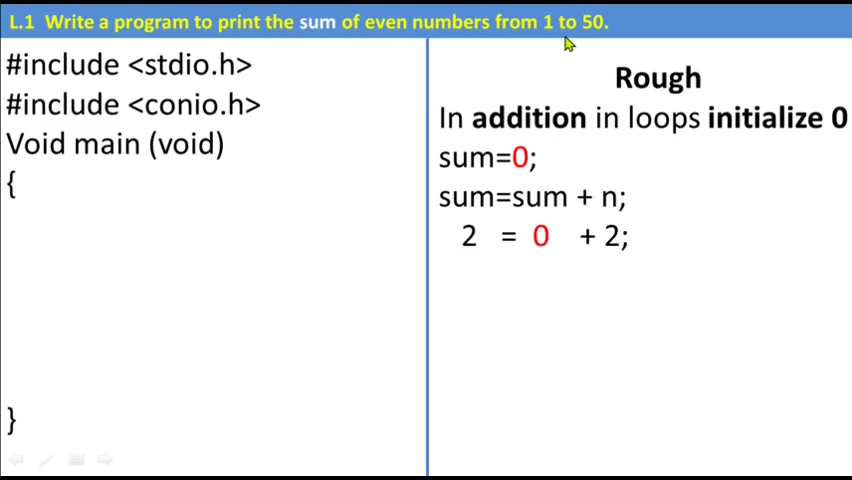 L.1 Write a program to print the sum of even numbers from 1 to 50.
#include <stdio.h>
#include <conio.h>
Void main (void)
{
}
Rough
In addition in loops initialize 0
sum=0;
sum=sum + n;
2 = 0 + 2;